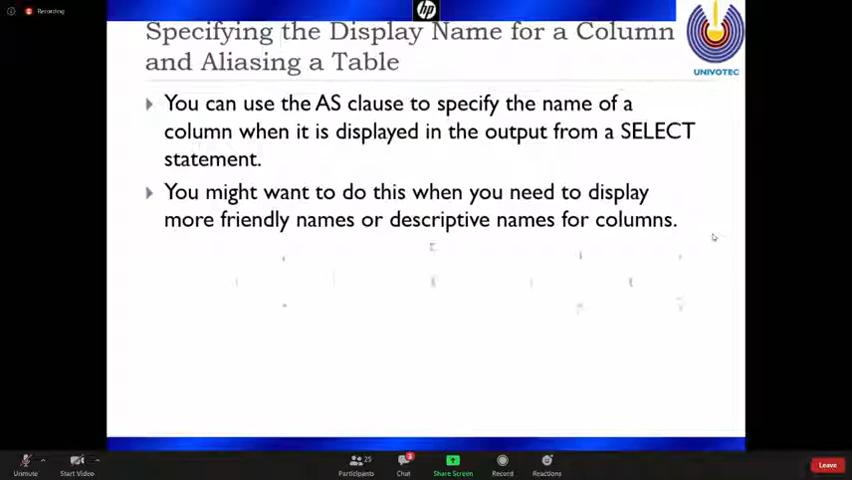 Recording
hp
Specifying the Display Name for a Column
and Aliasing a Table
UNIVOTEC
You can use the AS clause to specify the name of a
column when it is displayed in the output from a SELECT
statement.
You might want to do this when you need to display
more friendly names or descriptive names for columns.
Unmute
Start Video
25
Participants
3
Chat
Share Screen
Record
Reactions
Leave